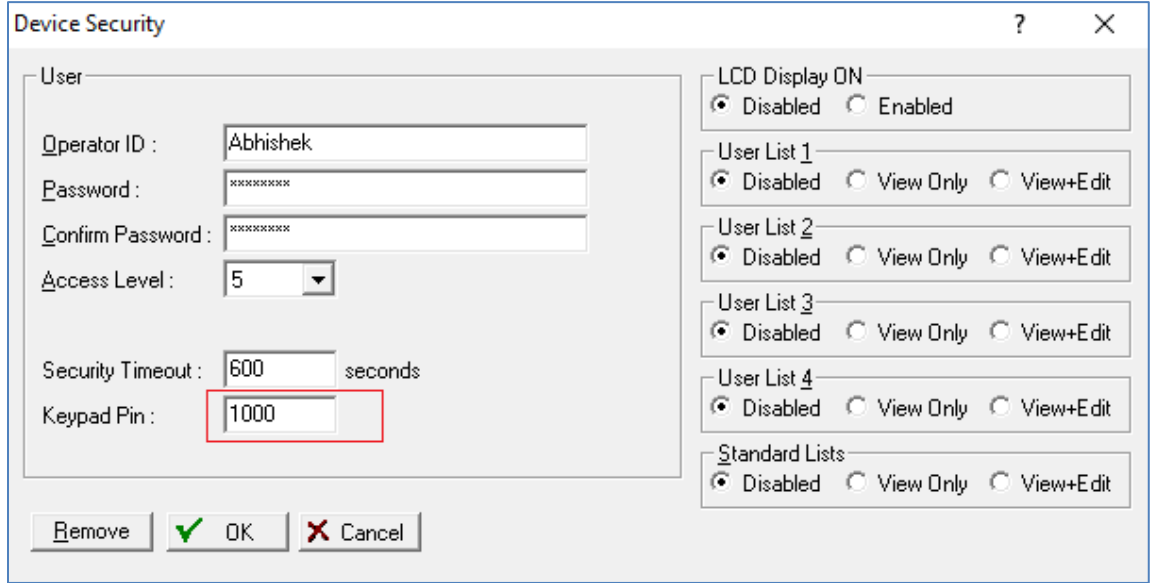 Device Security
?
User
Operator ID : Abhishek
Password : ********
Confirm Password : ********
Access Level : 5
Security Timeout : 600 seconds
Keypad Pin : 1000
Remove
OK
Cancel
LCD Display ON
Disabled Enabled
User List 1
Disabled View Only View+Edit
User List 2
Disabled View Only View+Edit
User List 3
Disabled View Only View+Edit
User List 4
Disabled View Only View+Edit
Standard Lists
Disabled View Only View+Edit